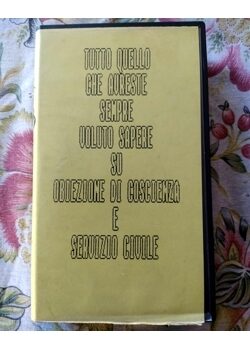 TUTTO QUELLO
CHE AVRESTE
SEMPRE
VOLUTO SAPERE
SU
OBIEZIONE DI COSCIENZA
E
SERVIZIO CIVILE